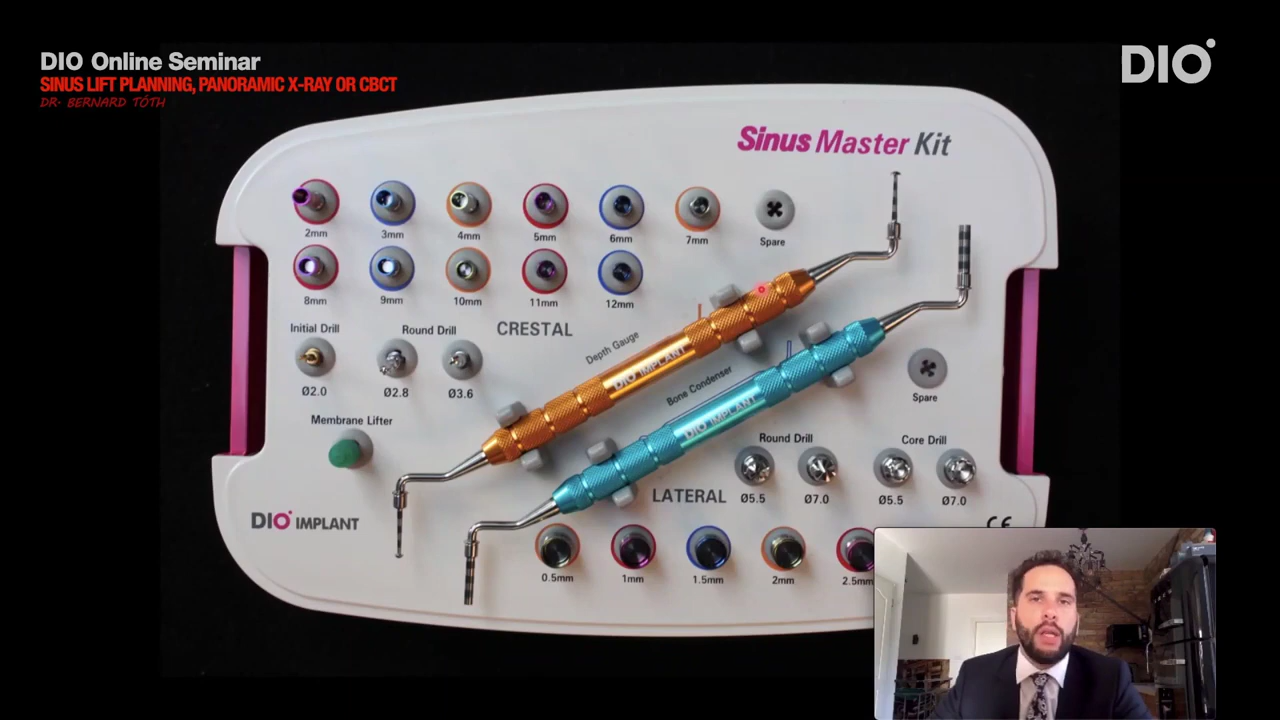 DIO Online Seminar
SINUS LIFT PLANNING, PANORAMIC X-RAY OR CBCT
DR. BERNARD TÓTH
DIO
Sinus Master Kit
2mm 3mm 4mm 5mm 6mm 7mm Spare
8mm 9mm 10mm 11mm 12mm
Initial Drill Round Drill CRESTAL
Ø2.0 Ø2.8 Ø3.6
Depth Gauge
DIO IMPLANT
Bone Condenser
DIO IMPLANT
Spare
Membrane Lifter
Round Drill Core Drill
LATERAL Ø5.5 Ø7.0 Ø5.5 Ø7.0
DIO IMPLANT
CE
0.5mm 1mm 1.5mm 2mm 2.5mm